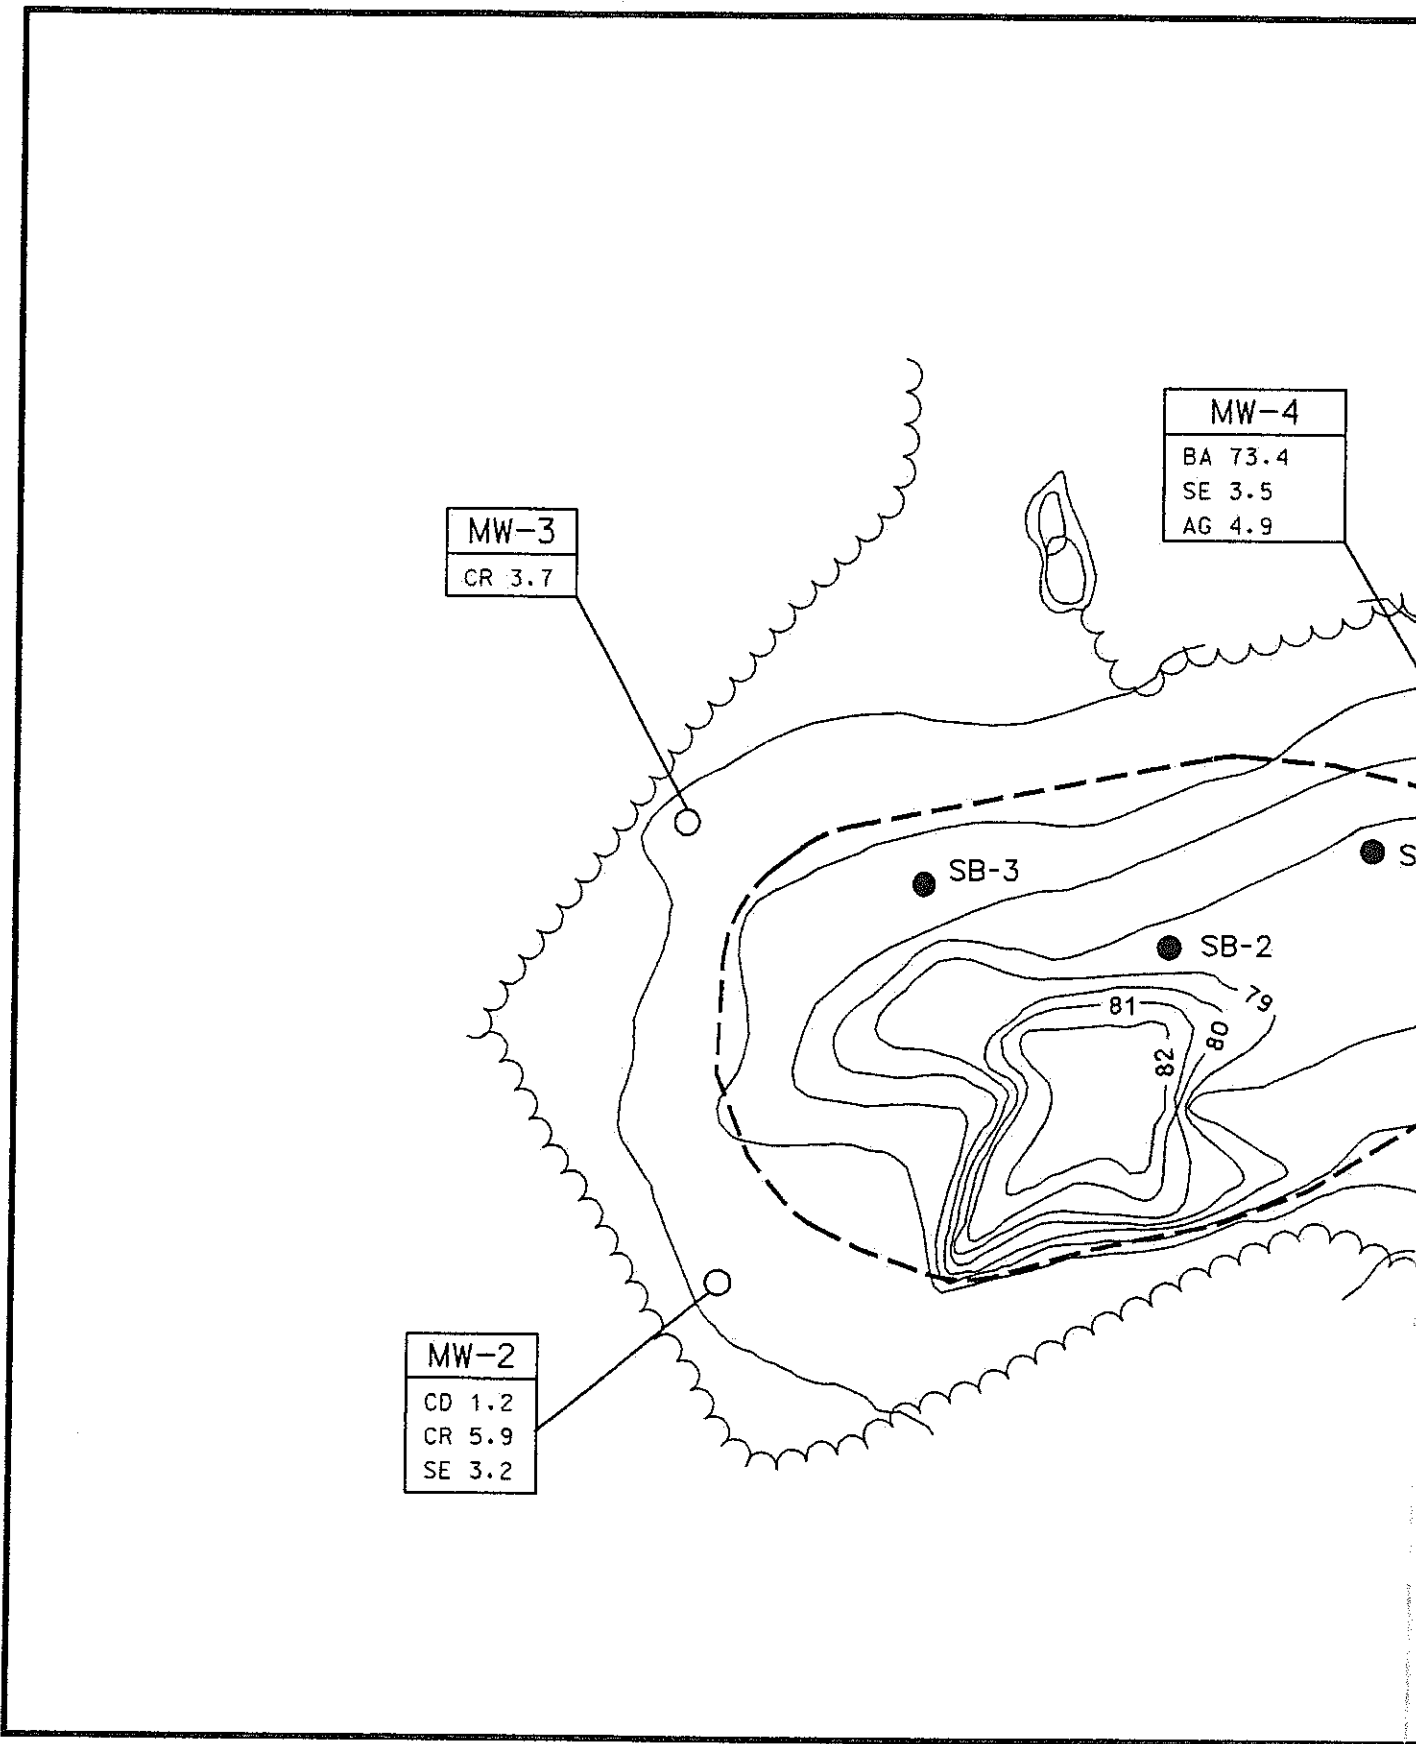 MW-4
BA 73.4
SE 3.5
AG 4.9
MW-3
CR 3.7
S
SB-3
SB-2
79
81
80
82
MW-2
CD 1.2
CR 5.9
SE 3.2